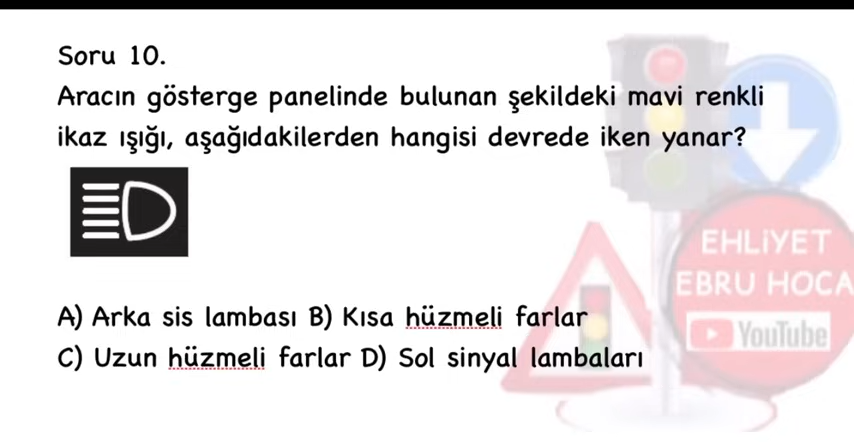 Soru 10.
Aracın gösterge panelinde bulunan şekildeki mavi renkli
ikaz ışığı, aşağıdakilerden hangisi devrede iken yanar?
A) Arka sis lambası B) Kısa hüzmeli farlar
C) Uzun hüzmeli farlar D) Sol sinyal lambaları
EHLİYET
EBRU HOCA
YouTube